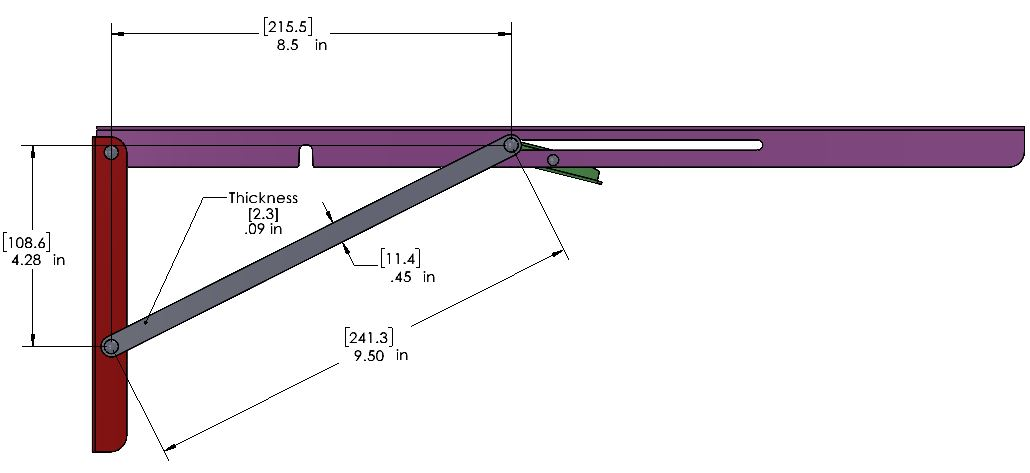 [215.5]
8.5 in
Thickness
[2.3]
.09 in
[108.6]
4.28 in
[11.4]
.45 in
[241.3]
9.50 in